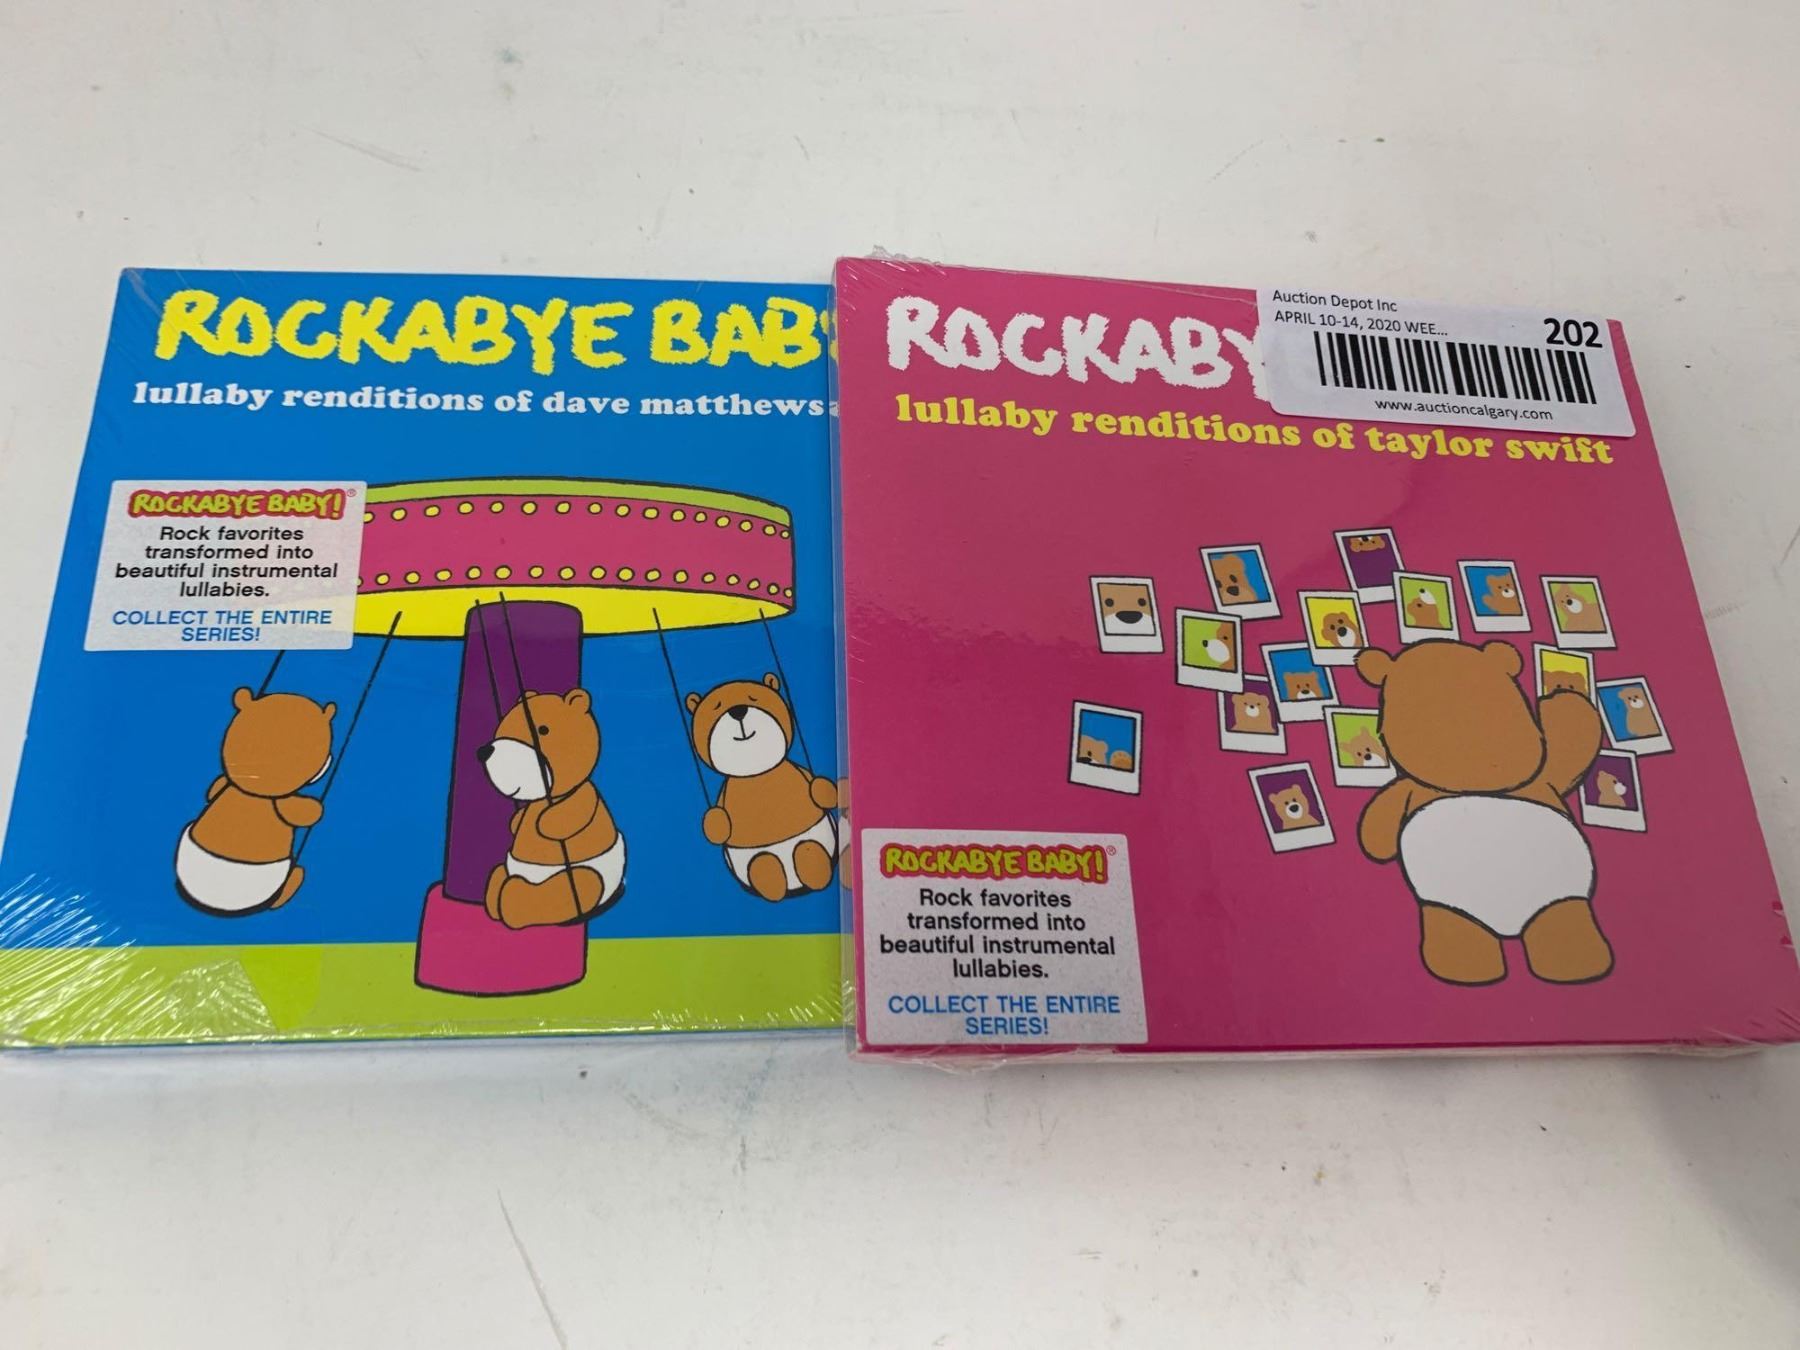 ROCKABYE BABY
lullaby renditions of dave matthews
ROCKABYE BABY!®
Rock favorites
transformed into
beautiful instrumental
lullabies.
COLLECT THE ENTIRE
SERIES!
ROCKABY
lullaby renditions of taylor swift
Auction Depot Inc
APRIL 10-14, 2020 WEE...
202
www.auctioncalgary.com
ROCKABYE BABY!®
Rock favorites
transformed into
beautiful instrumental
lullabies.
COLLECT THE ENTIRE
SERIES!